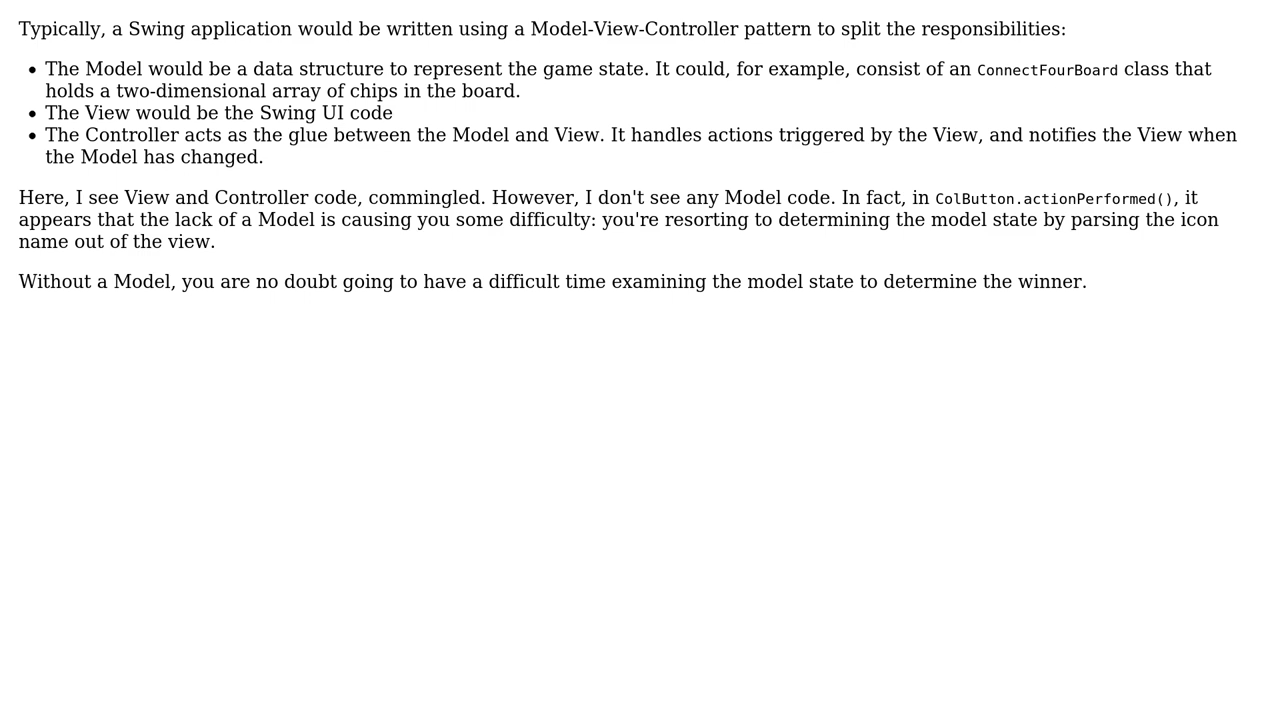 Typically, a Swing application would be written using a Model-View-Controller pattern to split the responsibilities:
• The Model would be a data structure to represent the game state. It could, for example, consist of an ConnectFourBoard class that
holds a two-dimensional array of chips in the board.
• The View would be the Swing UI code
• The Controller acts as the glue between the Model and View. It handles actions triggered by the View, and notifies the View when
the Model has changed.
Here, I see View and Controller code, commingled. However, I don't see any Model code. In fact, in ColButton.actionPerformed(), it
appears that the lack of a Model is causing you some difficulty: you're resorting to determining the model state by parsing the icon
name out of the view.
Without a Model, you are no doubt going to have a difficult time examining the model state to determine the winner.